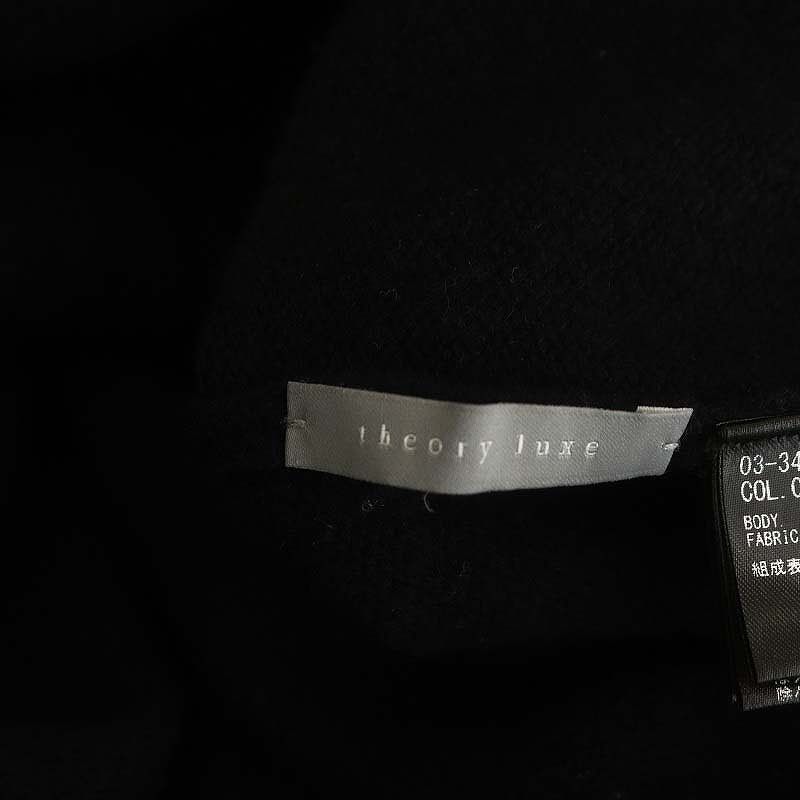 theory luxe
03-34
COL.
BODY.
FABRIC
組成表